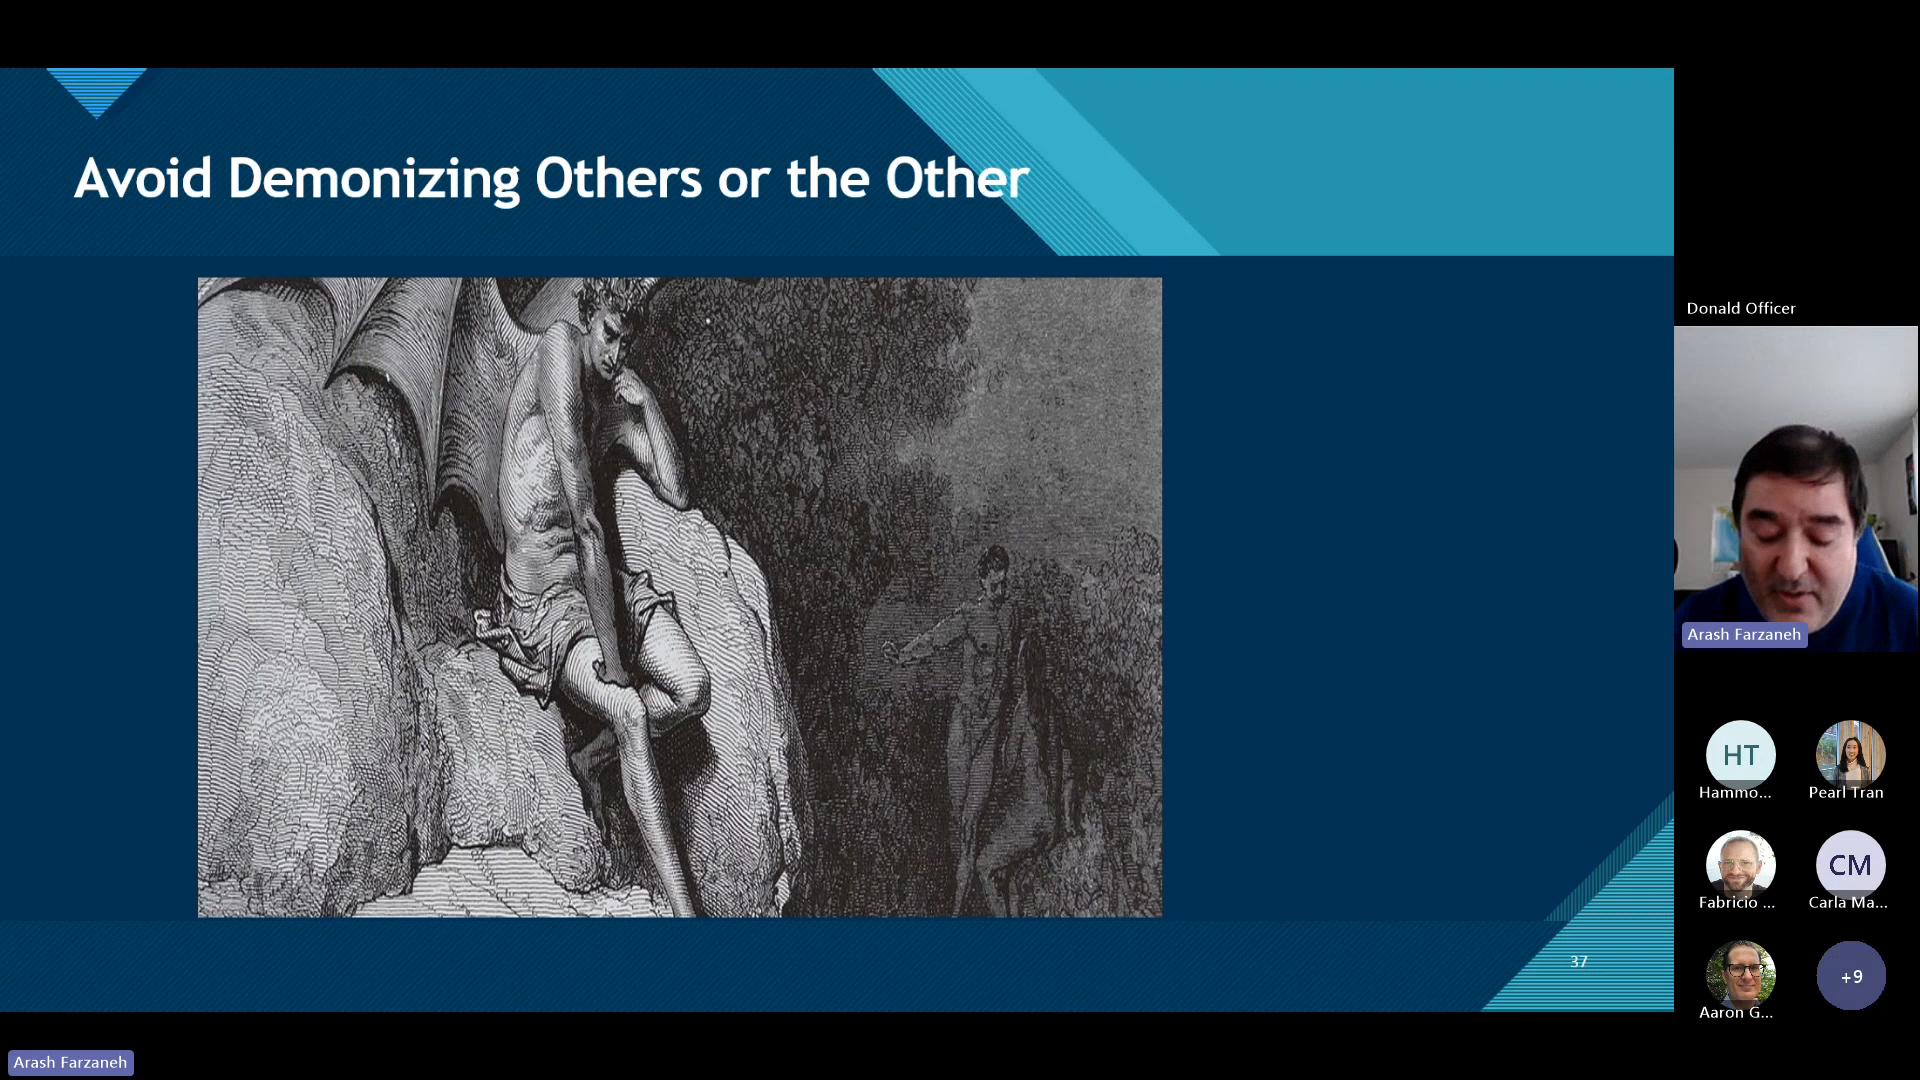 Avoid Demonizing Others or the Other
37
Donald Officer
Arash Farzaneh
HT
Hammo...
Pearl Tran
Fabricio ...
CM
Carla Ma...
Aaron G...
+9
Arash Farzaneh